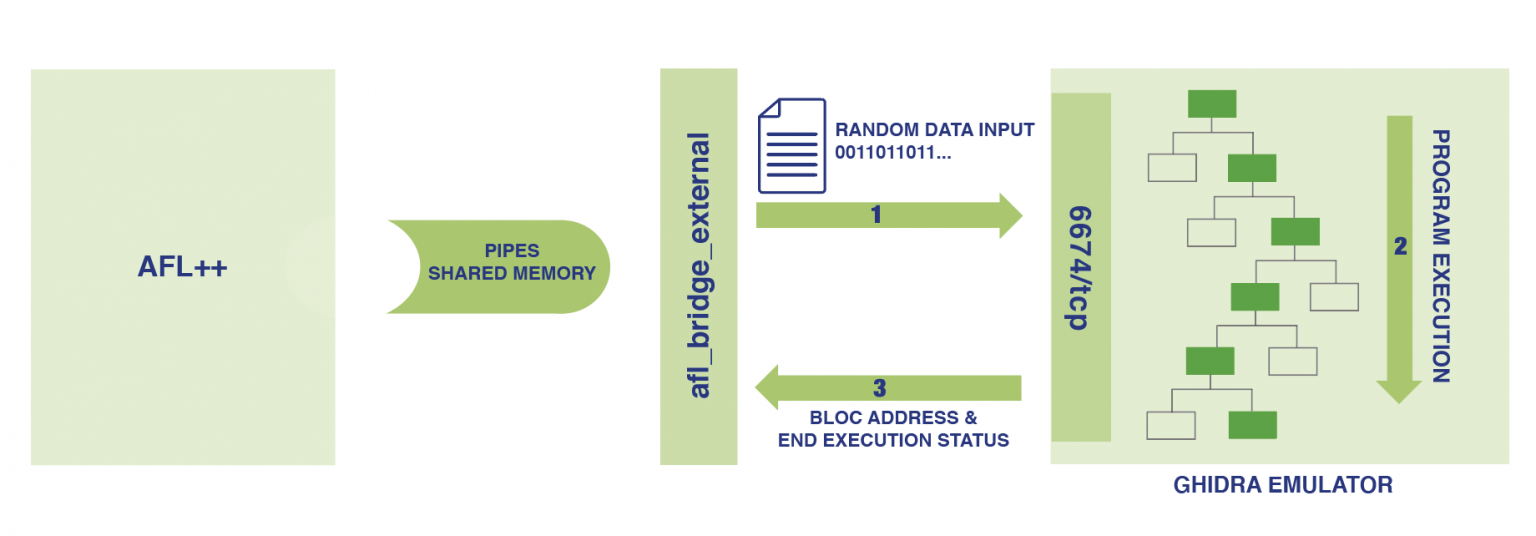 AFL++
PIPES
SHARED MEMORY
afl_bridge_external
RANDOM DATA INPUT
0011011011...
1
6674/tcp
2
PROGRAM EXECUTION
3
BLOC ADDRESS &
END EXECUTION STATUS
GHIDRA EMULATOR